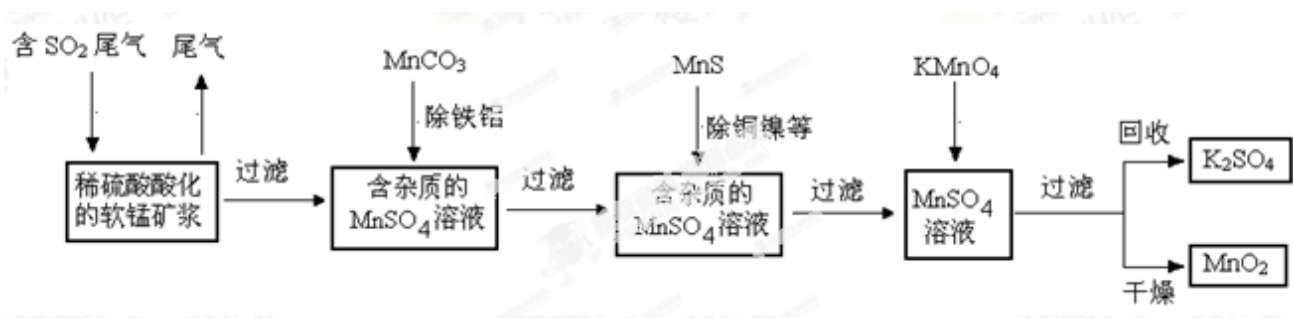 含 SO₂ 尾气 尾气
MnCO₃
MnS
KMnO₄
除铁铝
除铜镍等
回收
稀硫酸酸化
的软锰矿浆
过滤
含杂质的
MnSO₄溶液
过滤
含杂质的
MnSO₄溶液
过滤
MnSO₄
溶液
过滤
K₂SO₄
MnO₂
干燥